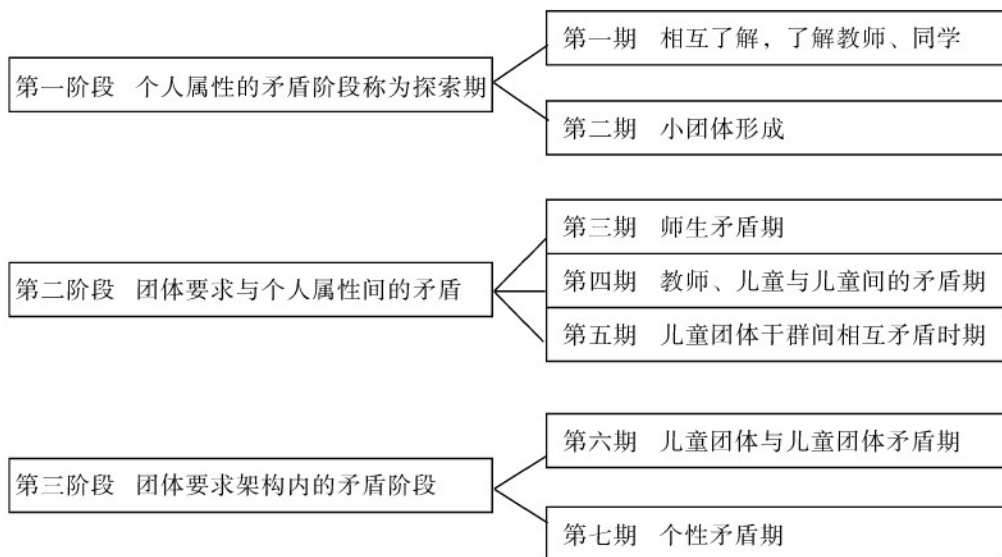 第一阶段 个人属性的矛盾阶段称为探索期
第一期 相互了解，了解教师、同学
第二期 小团体形成
第二阶段 团体要求与个人属性间的矛盾
第三期 师生矛盾期
第四期 教师、儿童与儿童间的矛盾期
第五期 儿童团体干群间相互矛盾时期
第三阶段 团体要求架构内的矛盾阶段
第六期 儿童团体与儿童团体矛盾期
第七期 个性矛盾期